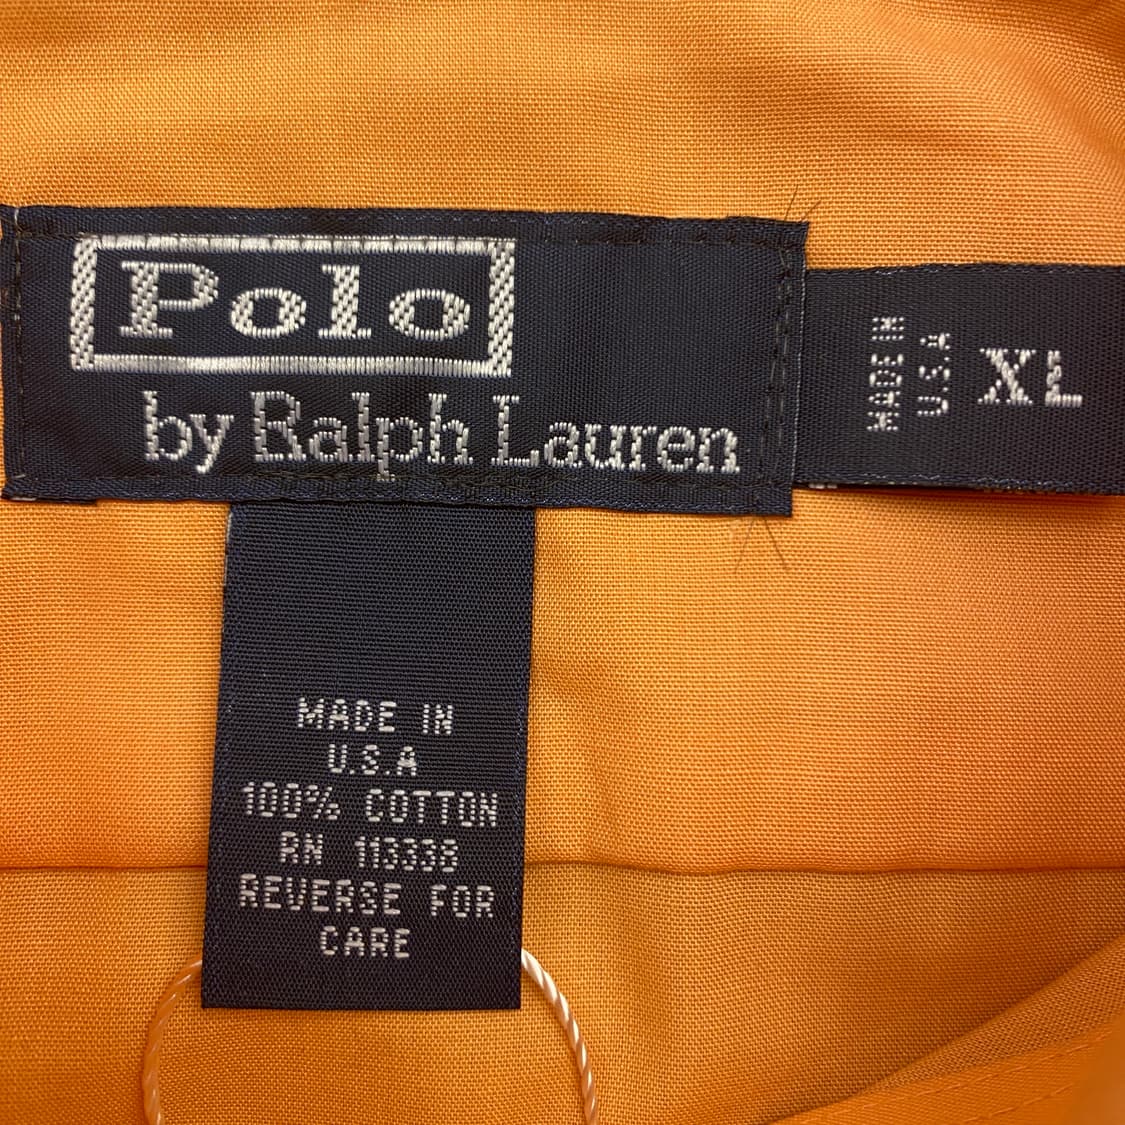 Polo
by Ralph Lauren
MADE IN
U.S.A
XL
MADE IN
U.S.A
100% COTTON
RN 113338
REVERSE FOR
CARE